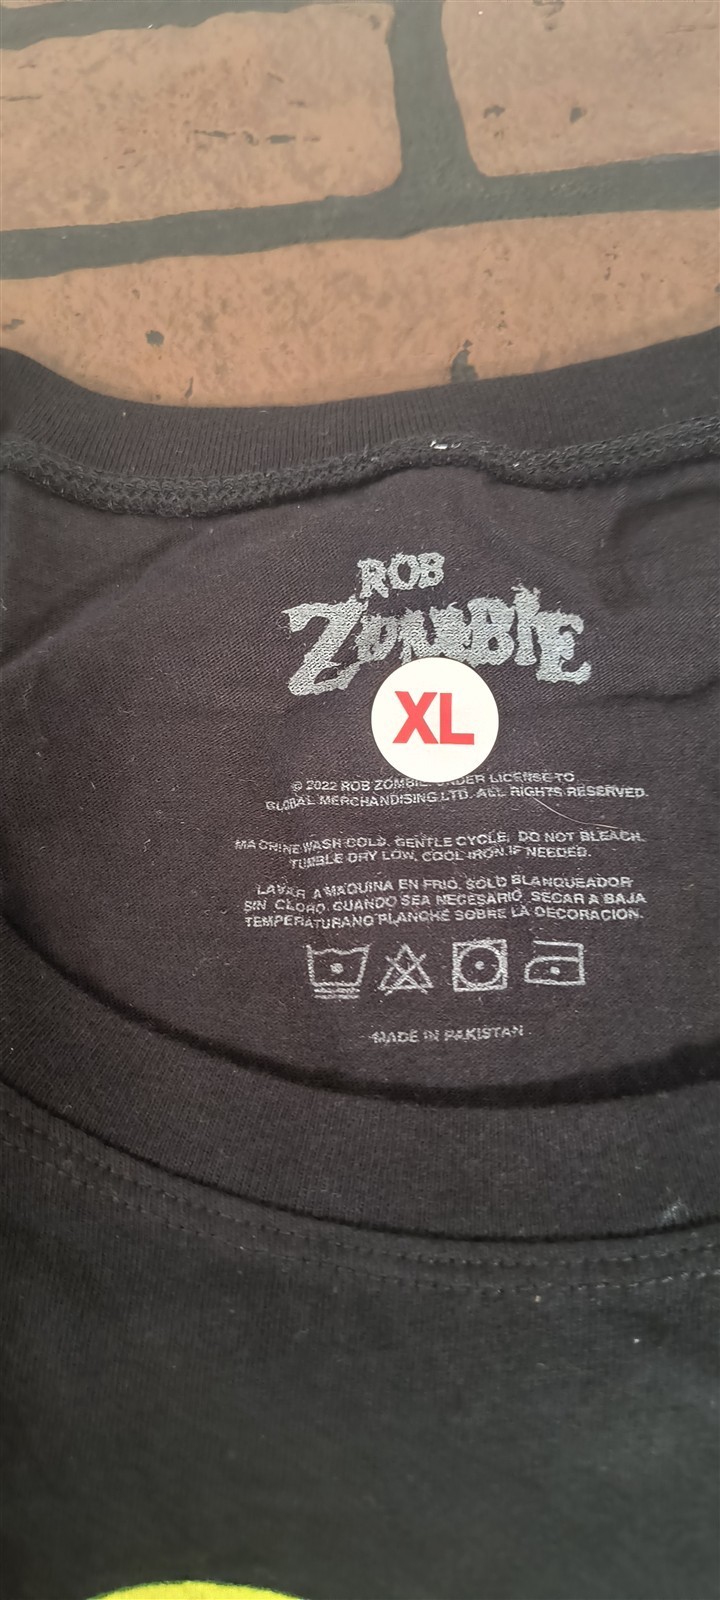 ROB
ZOMBIE
XL
© 2022 ROB ZOMBIE. UNDER LICENSE TO
GLOBAL MERCHANDISING LTD. ALL RIGHTS RESERVED.
MACHINE WASH COLD, GENTLE CYCLE, DO NOT BLEACH.
TUMBLE DRY LOW, COOL IRON IF NEEDED.
LAVAR A MAQUINA EN FRIO. SOLO BLANQUEADOR
SIN CLORO. CUANDO SEA NECESARIO, SECAR A BAJA
TEMPERATURANO PLANCHE SOBRE LA DECORACION.
MADE IN PAKISTAN